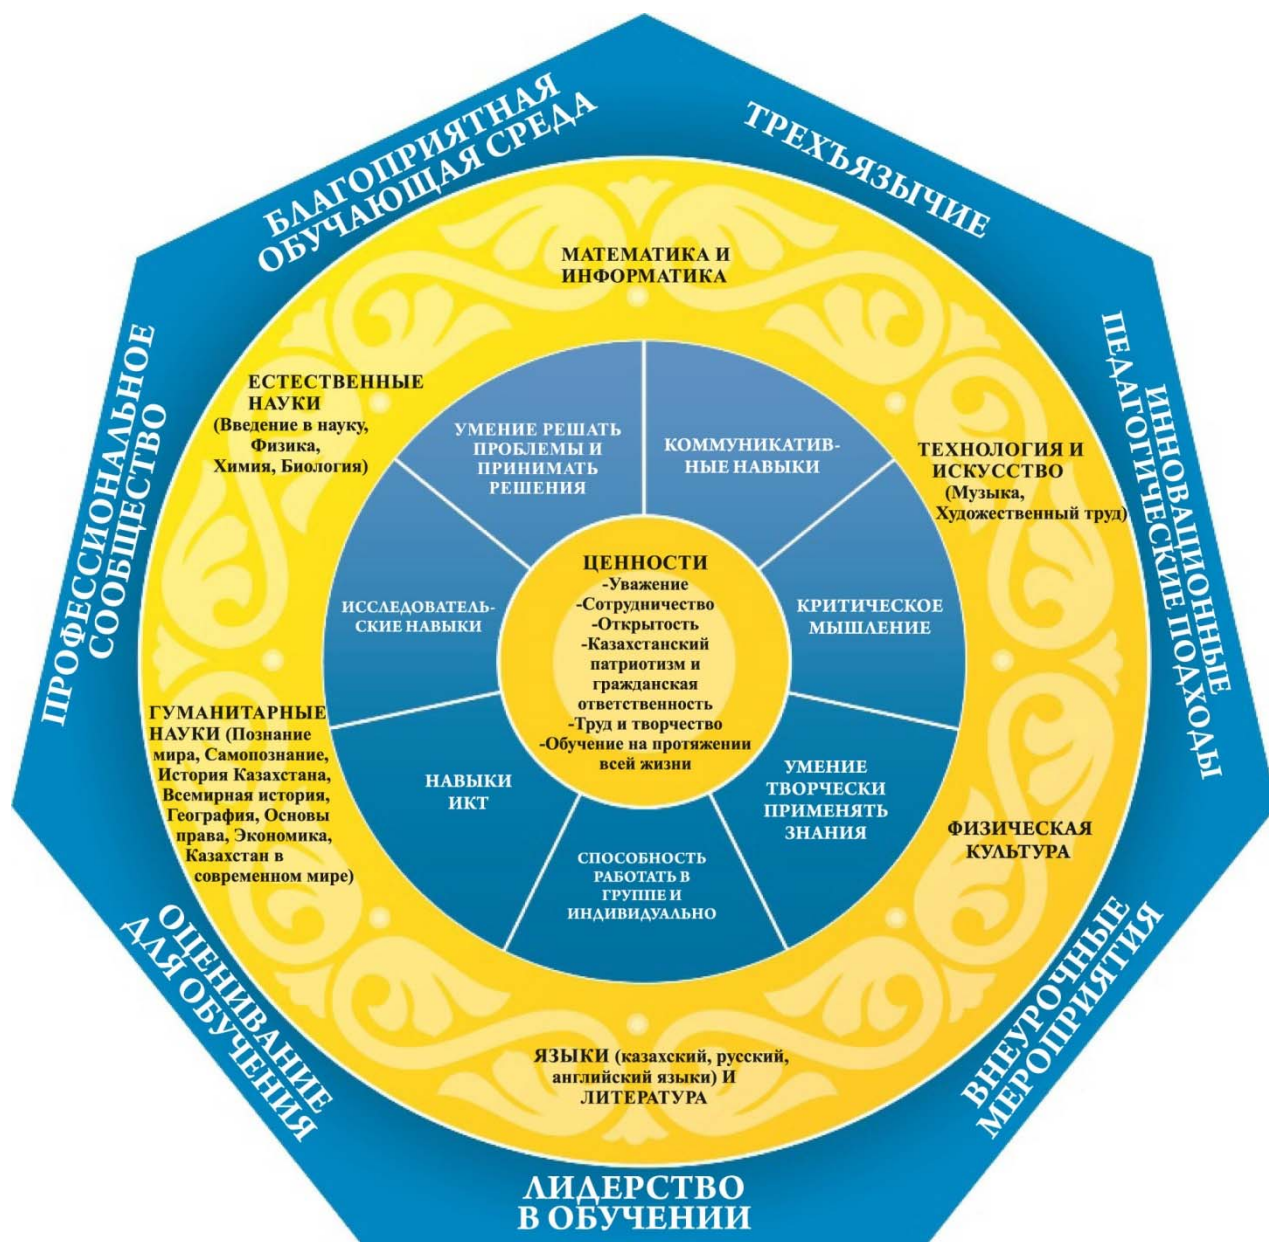 БЛАГОПРИЯТНАЯ
ОБУЧАЮЩАЯ СРЕДА
ТРЕХЪЯЗЫЧИЕ
ИННОВАЦИОННЫЕ
ПЕДАГОГИЧЕСКИЕ ПОДХОДЫ
ВНЕУРОЧНЫЕ
МЕРОПРИЯТИЯ
ЛИДЕРСТВО
В ОБУЧЕНИИ
ОЦЕНИВАНИЕ
ДЛЯ ОБУЧЕНИЯ
ПРОФЕССИОНАЛЬНОЕ
СООБЩЕСТВО
МАТЕМАТИКА И
ИНФОРМАТИКА
ТЕХНОЛОГИЯ И
ИСКУССТВО
(Музыка,
Художественный труд)
ФИЗИЧЕСКАЯ
КУЛЬТУРА
ЯЗЫКИ (казахский, русский,
английский языки) И
ЛИТЕРАТУРА
ГУМАНИТАРНЫЕ
НАУКИ (Познание
мира, Самопознание,
История Казахстана,
Всемирная история,
География, Основы
права, Экономика,
Казахстан в
современном мире)
ЕСТЕСТВЕННЫЕ
НАУКИ
(Введение в науку,
Физика,
Химия, Биология)
УМЕНИЕ РЕШАТЬ
ПРОБЛЕМЫ И
ПРИНИМАТЬ
РЕШЕНИЯ
КОММУНИКАТИВ-
НЫЕ НАВЫКИ
КРИТИЧЕСКОЕ
МЫШЛЕНИЕ
УМЕНИЕ
ТВОРЧЕСКИ
ПРИМЕНЯТЬ
ЗНАНИЯ
СПОСОБНОСТЬ
РАБОТАТЬ В
ГРУППЕ И
ИНДИВИДУАЛЬНО
НАВЫКИ
ИКТ
ИССЛЕДОВАТЕЛЬ-
СКИЕ НАВЫКИ
ЦЕННОСТИ
-Уважение
-Сотрудничество
-Открытость
-Казахстанский
патриотизм и
гражданская
ответственность
-Труд и творчество
-Обучение на протяжении
всей жизни